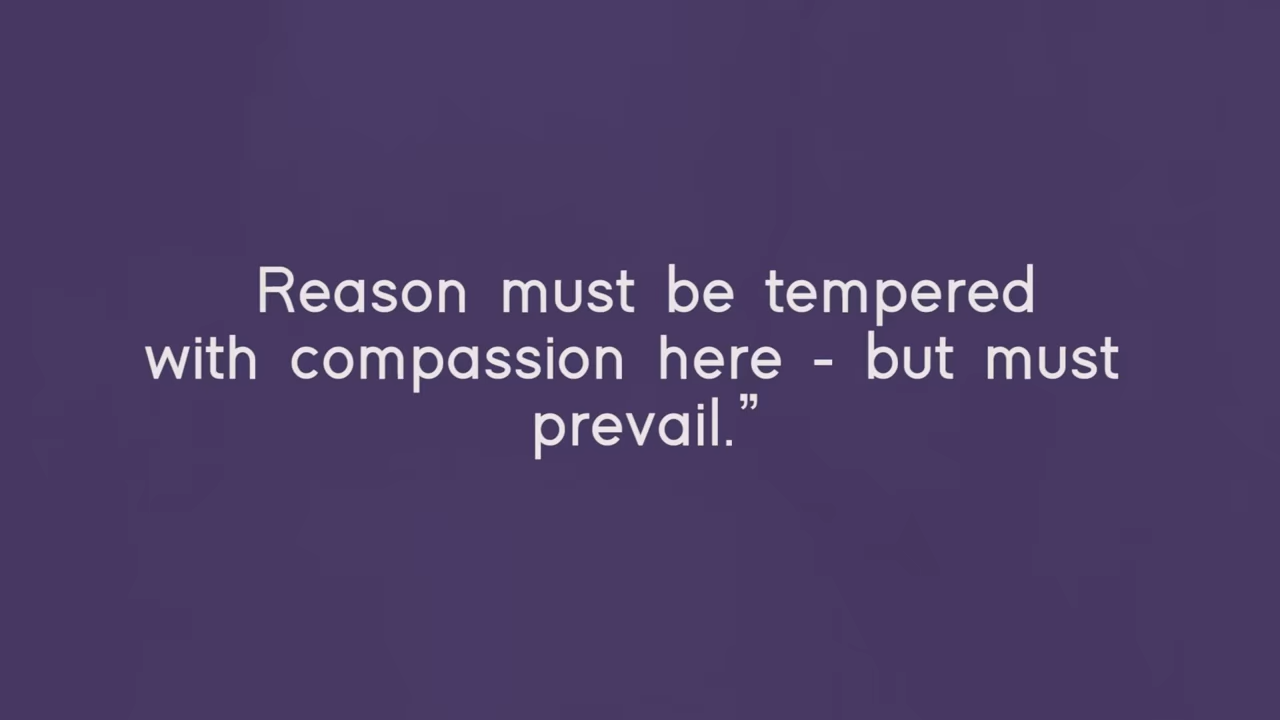 Reason must be tempered
with compassion here - but must
prevail.”